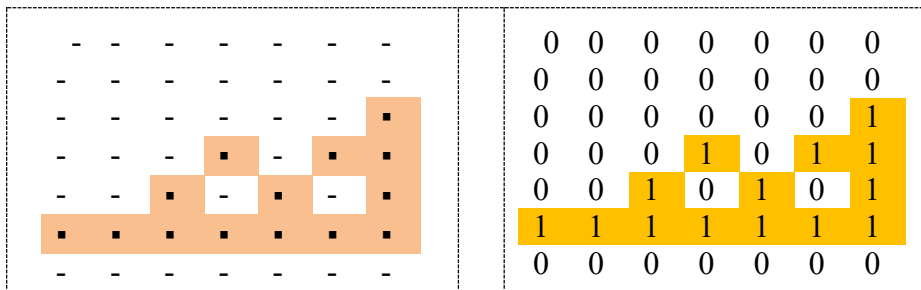 - - - - - - -
- - - - - - -
- - - - - - ▪
- - - ▪ - ▪ ▪
- - ▪ - ▪ - ▪
▪ ▪ ▪ ▪ ▪ ▪ ▪
- - - - - - -
0 0 0 0 0 0 0
0 0 0 0 0 0 0
0 0 0 0 0 0 1
0 0 0 1 0 1 1
0 0 1 0 1 0 1
1 1 1 1 1 1 1
0 0 0 0 0 0 0